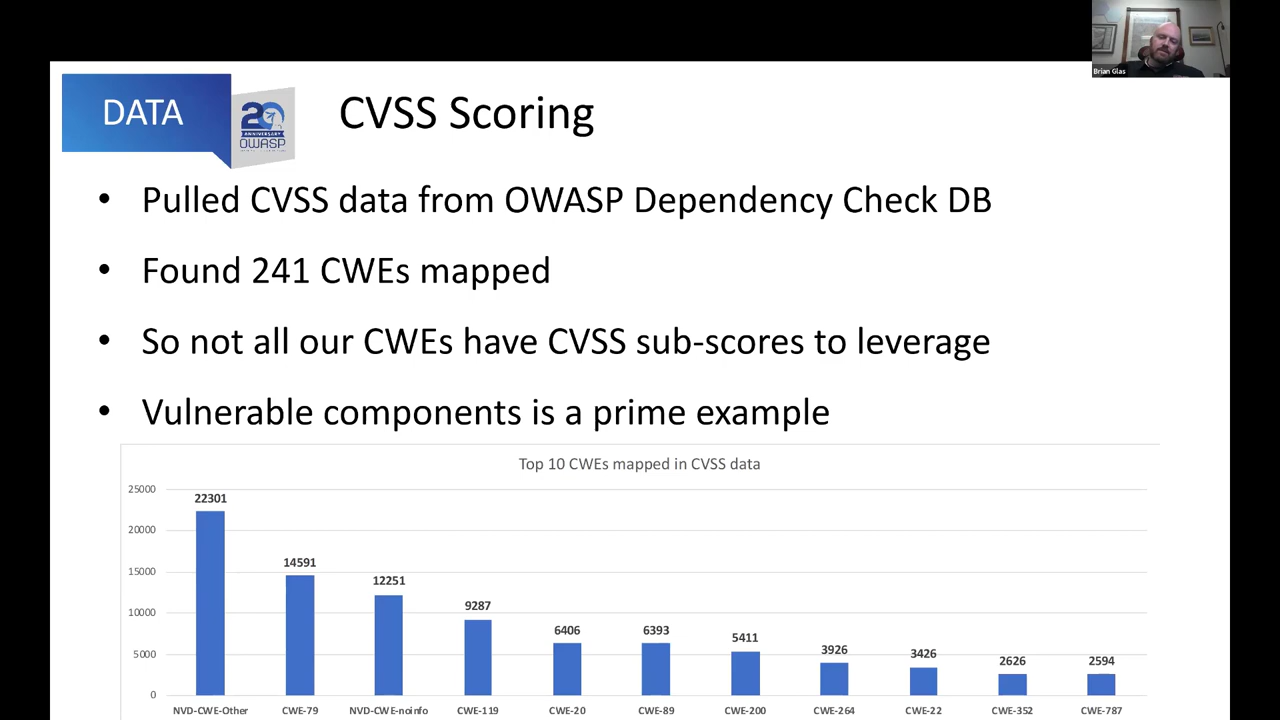 Brian Glas
DATA
20
ANNIVERSARY
OWASP
CVSS Scoring
• Pulled CVSS data from OWASP Dependency Check DB
• Found 241 CWEs mapped
• So not all our CWEs have CVSS sub-scores to leverage
• Vulnerable components is a prime example
Top 10 CWEs mapped in CVSS data
25000
20000
15000
10000
5000
0
22301
14591
12251
9287
6406
6393
5411
3926
3426
2626
2594
NVD-CWE-Other
CWE-79
NVD-CWE-noinfo
CWE-119
CWE-20
CWE-89
CWE-200
CWE-264
CWE-22
CWE-352
CWE-787